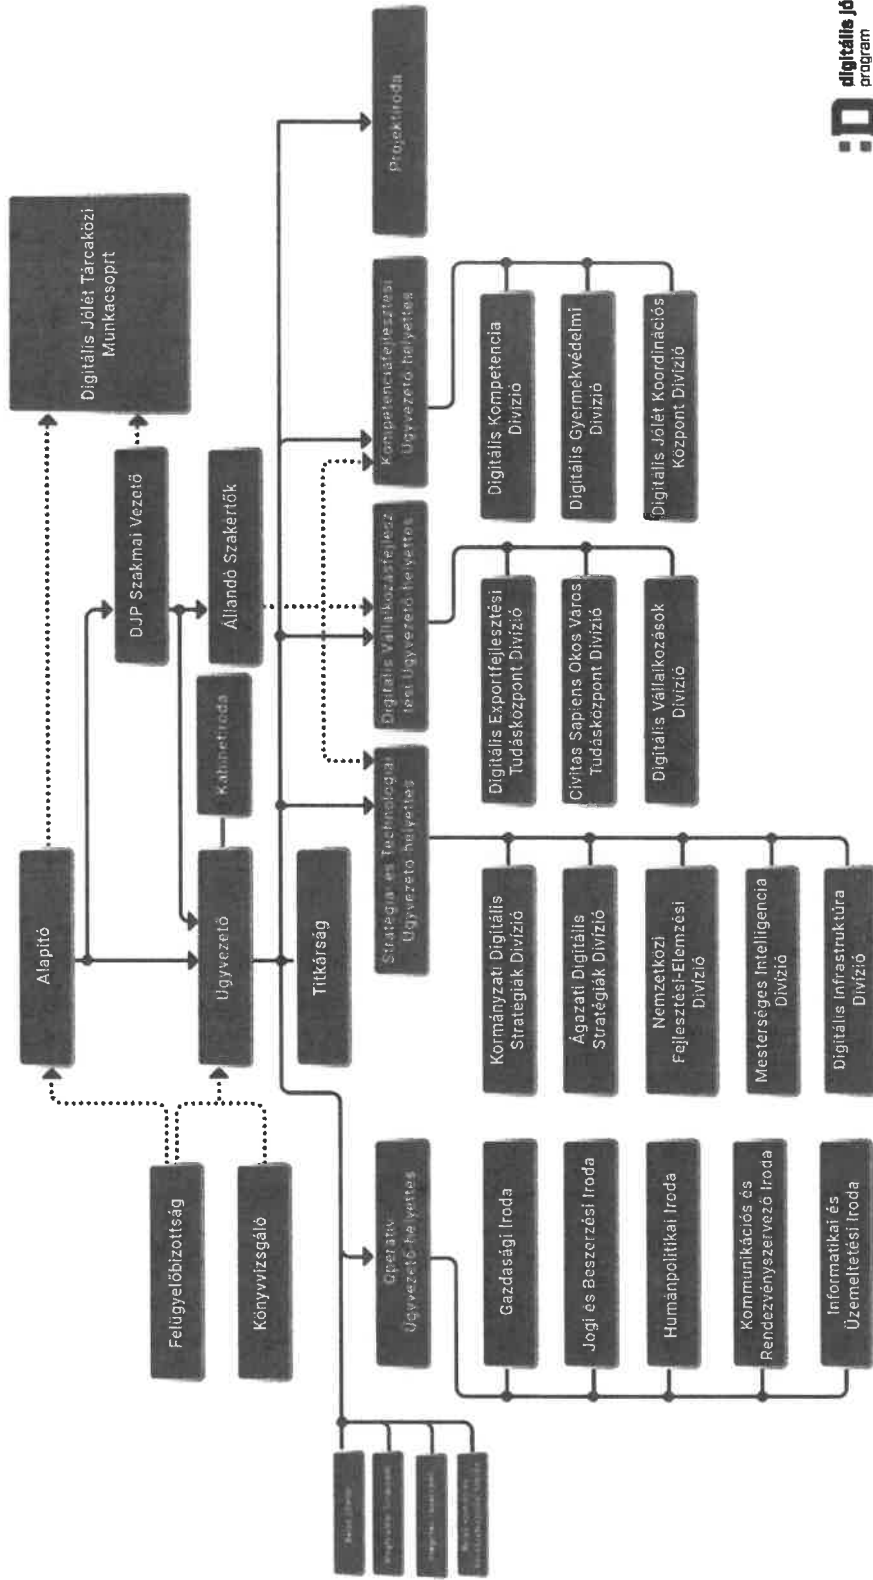 Alapító
Digitális Jólét Tárcaközi
Munkacsoprt
DJP Szakmai Vezető
Felügyelőbizottság
Ügyvezető
Kabinetiroda
Állandó Szakértők
Könyvvizsgáló
Titkárság
Operatív
Ügyvezető-helyettes
Stratégiai és Technológiai
Ügyvezető-helyettes
Digitális Vállalkozásfejlesz
tési Ügyvezető helyettes
Kompetenciafejlesztési
Ügyvezető-helyettes
Projektiroda
Gazdasági Iroda
Jogi és Beszerzési Iroda
Humánpolitikai Iroda
Kommunikációs és
Rendezvényszervező Iroda
Informatikai és
Üzemeltetési Iroda
Kormányzati Digitális
Stratégiák Divízió
Ágazati Digitális
Stratégiák Divízió
Nemzetközi
Fejlesztési-Elemzési
Divízió
Mesterséges Intelligencia
Divízió
Digitális Infrastruktúra
Divízió
Digitális Exportfejlesztési
Tudásközpont Divízió
Civitas Sapiens Okos Város
Tudásközpont Divízió
Digitális Vállalkozások
Divízió
Digitális Kompetencia
Divízió
Digitális Gyermekvédelmi
Divízió
Digitális Jólét Koordinációs
Központ Divízió
:D digitális jó
program